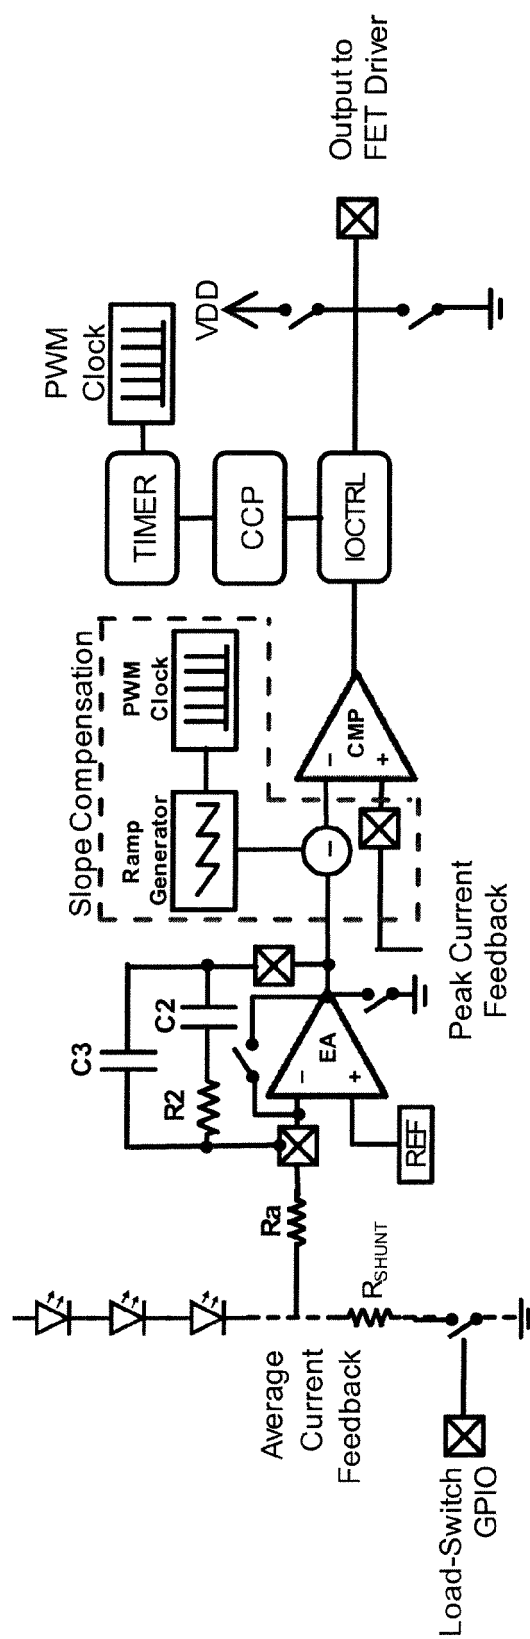 Load-Switch
GPIO
Average
Current
Feedback
RSHUNT
Ra
C3
R2
C2
EA
−
+
REF
Slope Compensation
Ramp
Generator
PWM
Clock
−
Peak Current
Feedback
CMP
−
+
PWM
Clock
TIMER
CCP
IOCTRL
VDD
Output to
FET Driver